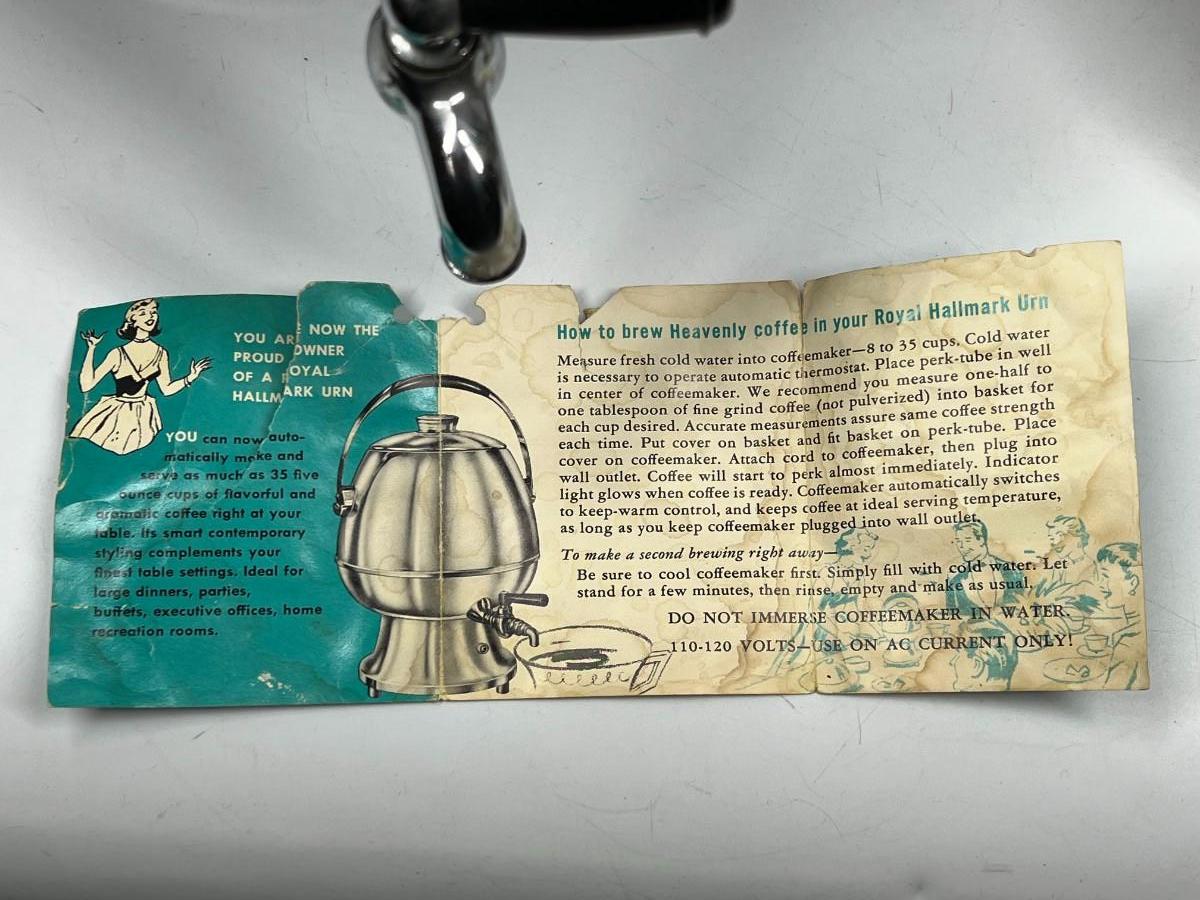 YOU ARE NOW THE
PROUD OWNER
OF A ROYAL
HALLMARK URN
YOU can now auto-
matically make and
serve as much as 35 five
ounce cups of flavorful and
aromatic coffee right at your
table. Its smart contemporary
styling complements your
finest table settings. Ideal for
large dinners, parties,
buffets, executive offices, home
recreation rooms.
How to brew Heavenly coffee in your Royal Hallmark Urn
Measure fresh cold water into coffeemaker—8 to 35 cups. Cold water
is necessary to operate automatic thermostat. Place perk-tube in well
in center of coffeemaker. We recommend you measure one-half to
one tablespoon of fine grind coffee (not pulverized) into basket for
each cup desired. Accurate measurements assure same coffee strength
each time. Put cover on basket and fit basket on perk-tube. Place
cover on coffeemaker. Attach cord to coffeemaker, then plug into
wall outlet. Coffee will start to perk almost immediately. Indicator
light glows when coffee is ready. Coffeemaker automatically switches
to keep-warm control, and keeps coffee at ideal serving temperature,
as long as you keep coffeemaker plugged into wall outlet.
To make a second brewing right away—
Be sure to cool coffeemaker first. Simply fill with cold water. Let
stand for a few minutes, then rinse, empty and make as usual.
DO NOT IMMERSE COFFEEMAKER IN WATER.
110-120 VOLTS—USE ON AC CURRENT ONLY!